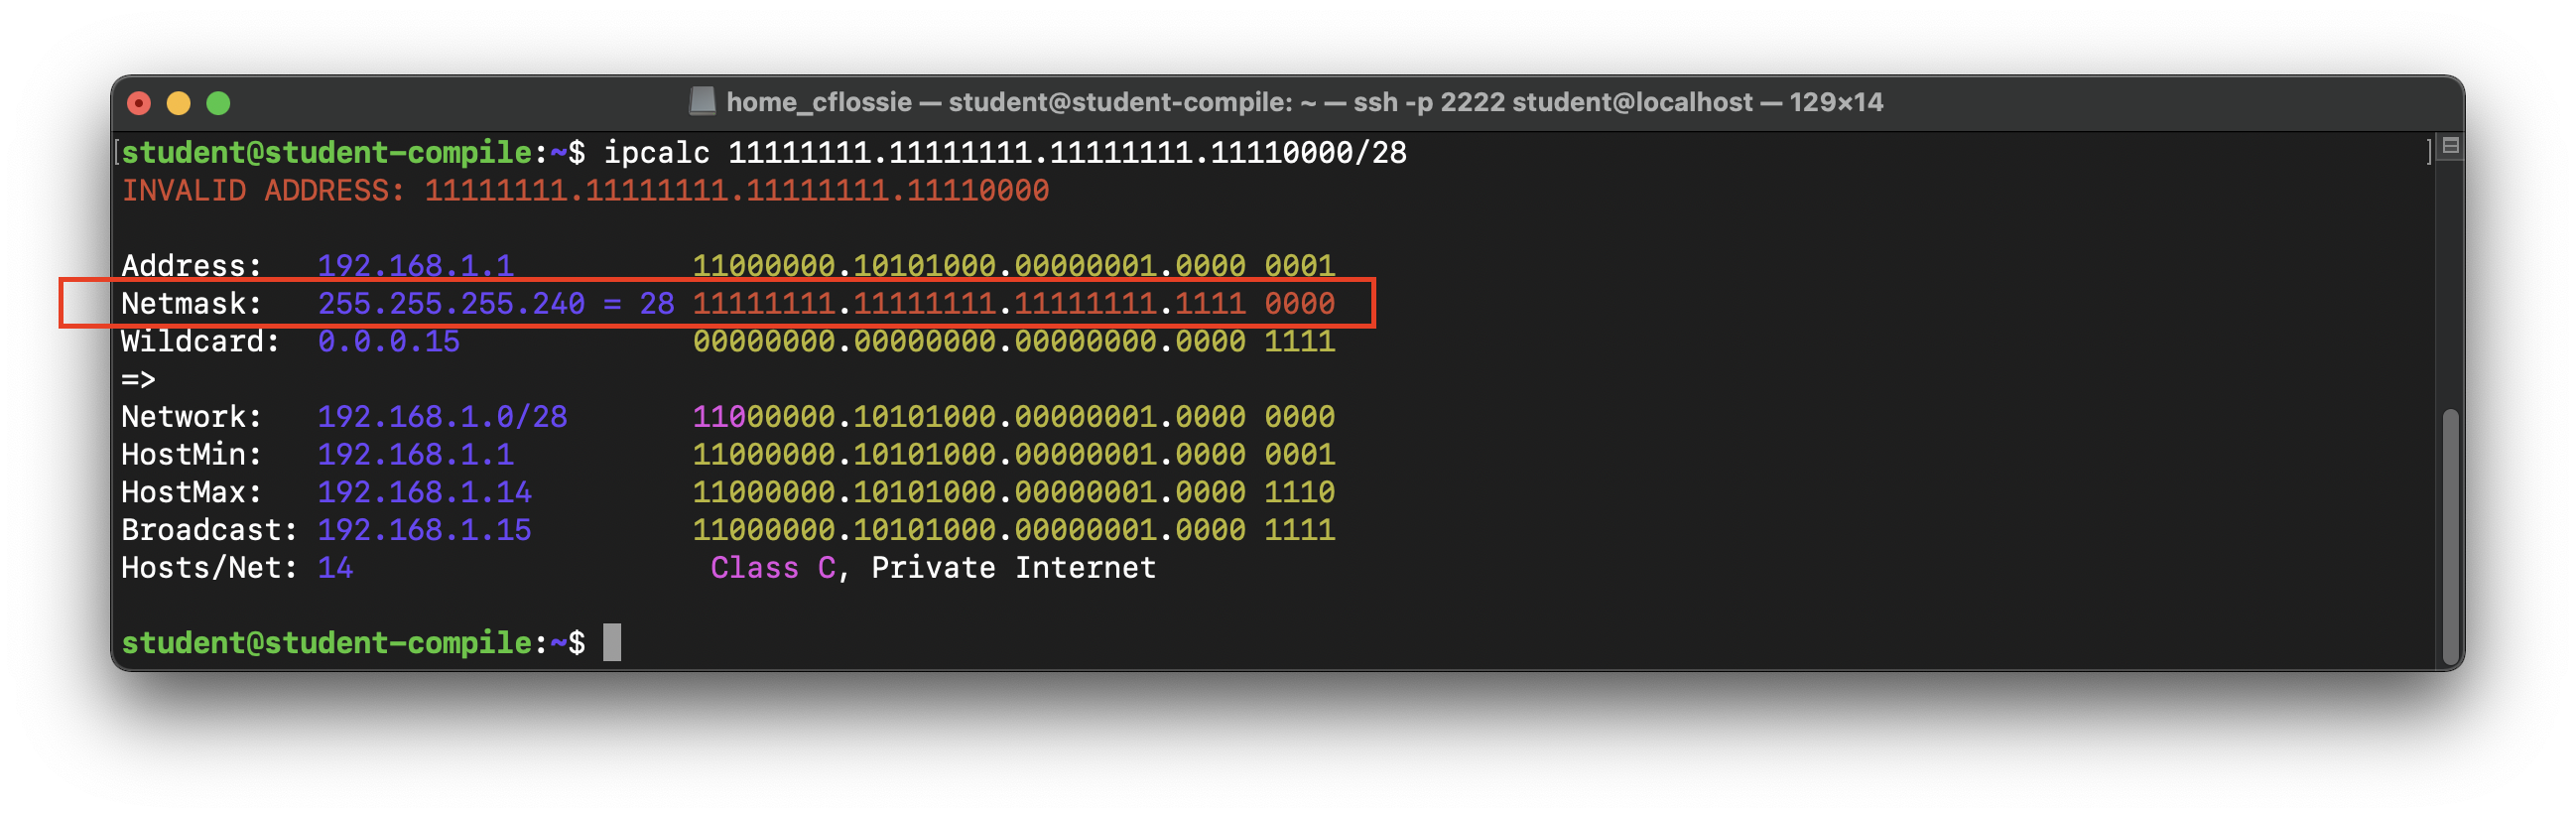 home_cflossie — student@student-compile: ~ — ssh -p 2222 student@localhost — 129×14
[student@student-compile:~$ ipcalc 11111111.11111111.11111111.11110000/28 ]
INVALID ADDRESS: 11111111.11111111.11111111.11110000
Address: 192.168.1.1 11000000.10101000.00000001.0000 0001
Netmask: 255.255.255.240 = 28 11111111.11111111.11111111.1111 0000
Wildcard: 0.0.0.15 00000000.00000000.00000000.0000 1111
=>
Network: 192.168.1.0/28 11000000.10101000.00000001.0000 0000
HostMin: 192.168.1.1 11000000.10101000.00000001.0000 0001
HostMax: 192.168.1.14 11000000.10101000.00000001.0000 1110
Broadcast: 192.168.1.15 11000000.10101000.00000001.0000 1111
Hosts/Net: 14 Class C, Private Internet
student@student-compile:~$